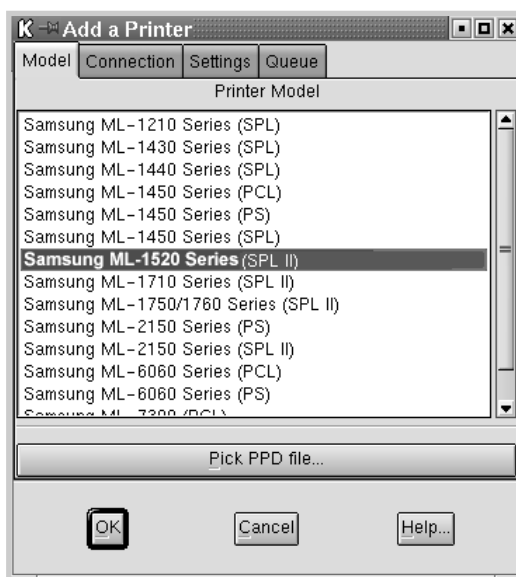 Add a Printer
Model Connection Settings Queue
Printer Model
Samsung ML-1210 Series (SPL)
Samsung ML-1430 Series (SPL)
Samsung ML-1440 Series (SPL)
Samsung ML-1450 Series (PCL)
Samsung ML-1450 Series (PS)
Samsung ML-1450 Series (SPL)
Samsung ML-1520 Series (SPL II)
Samsung ML-1710 Series (SPL II)
Samsung ML-1750/1760 Series (SPL II)
Samsung ML-2150 Series (PS)
Samsung ML-2150 Series (SPL II)
Samsung ML-6060 Series (PCL)
Samsung ML-6060 Series (PS)
Samsung ML-7300 (PCL)
Pick PPD file...
OK Cancel Help...